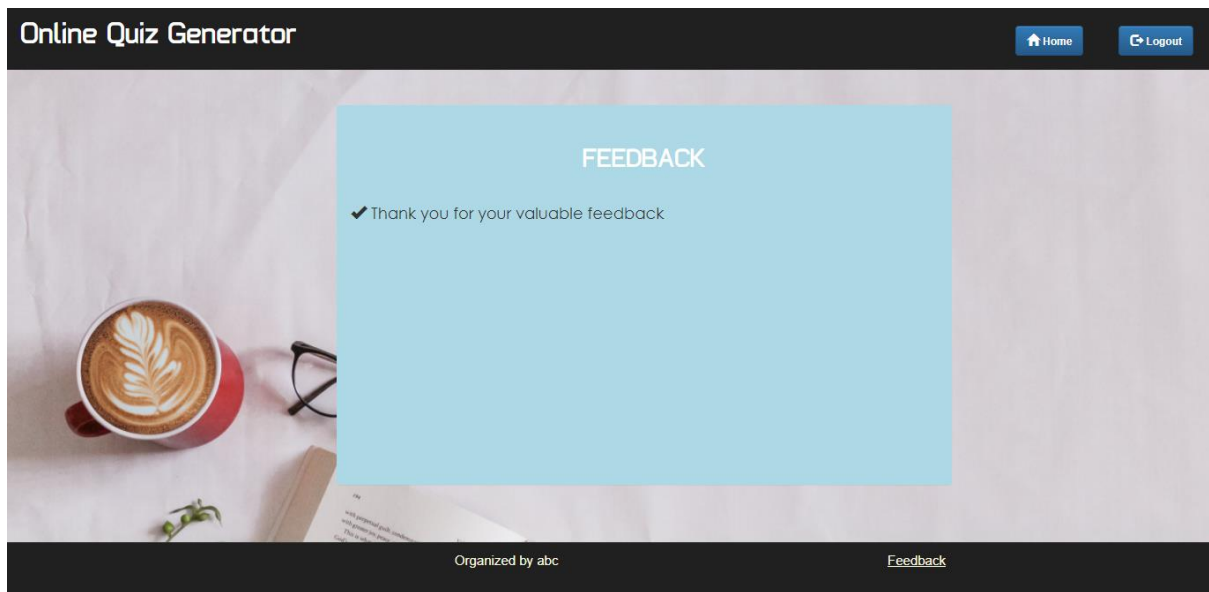 Online Quiz Generator
Home
Logout
FEEDBACK
✔ Thank you for your valuable feedback
Organized by abc
Feedback